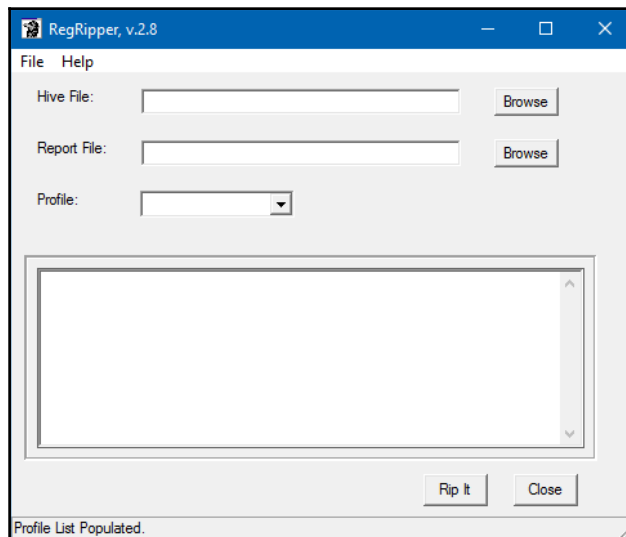 RegRipper, v.2.8
File Help
Hive File: Browse
Report File: Browse
Profile:
Rip It Close
Profile List Populated.